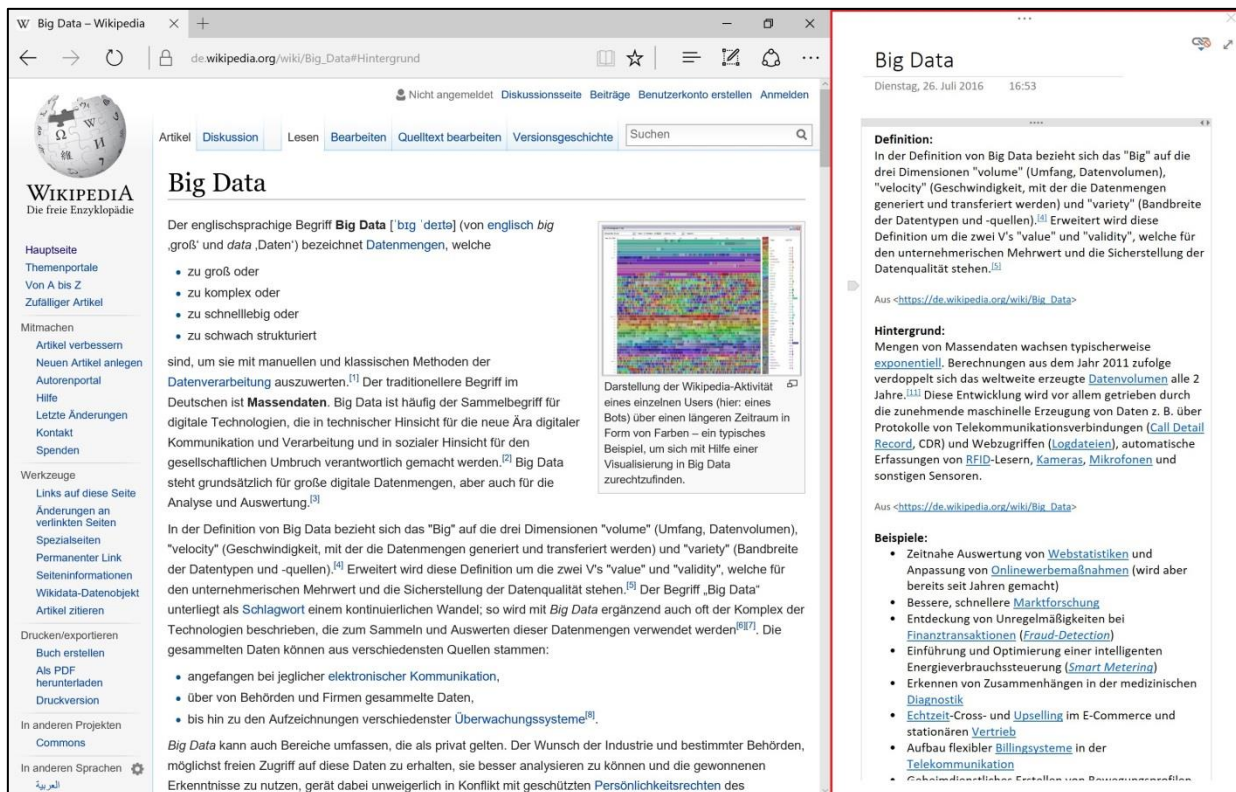 Big Data – Wikipedia
de.wikipedia.org/wiki/Big_Data#Hintergrund
Nicht angemeldet Diskussionsseite Beiträge Benutzerkonto erstellen Anmelden
Artikel Diskussion Lesen Bearbeiten Quelltext bearbeiten Versionsgeschichte Suchen
WIKIPEDIA
Die freie Enzyklopädie
Hauptseite
Themenportale
Von A bis Z
Zufälliger Artikel
Mitmachen
Artikel verbessern
Neuen Artikel anlegen
Autorenportal
Hilfe
Letzte Änderungen
Kontakt
Spenden
Werkzeuge
Links auf diese Seite
Änderungen an
verlinkten Seiten
Spezialseiten
Permanenter Link
Seiteninformationen
Wikidata-Datenobjekt
Artikel zitieren
Drucken/exportieren
Buch erstellen
Als PDF
herunterladen
Druckversion
In anderen Projekten
Commons
In anderen Sprachen
العربية
Big Data
Der englischsprachige Begriff Big Data [ˈbɪɡ ˈdeɪtə] (von englisch big
‚groß‘ und data ‚Daten‘) bezeichnet Datenmengen, welche
• zu groß oder
• zu komplex oder
• zu schnelllebig oder
• zu schwach strukturiert
sind, um sie mit manuellen und klassischen Methoden der
Datenverarbeitung auszuwerten.[1] Der traditionellere Begriff im
Deutschen ist Massendaten. Big Data ist häufig der Sammelbegriff für
digitale Technologien, die in technischer Hinsicht für die neue Ära digitaler
Kommunikation und Verarbeitung und in sozialer Hinsicht für den
gesellschaftlichen Umbruch verantwortlich gemacht werden.[2] Big Data
steht grundsätzlich für große digitale Datenmengen, aber auch für die
Analyse und Auswertung.[3]
Darstellung der Wikipedia-Aktivität
eines einzelnen Users (hier: eines
Bots) über einen längeren Zeitraum in
Form von Farben – ein typisches
Beispiel, um sich mit Hilfe einer
Visualisierung in Big Data
zurechtzufinden.
In der Definition von Big Data bezieht sich das "Big" auf die drei Dimensionen "volume" (Umfang, Datenvolumen),
"velocity" (Geschwindigkeit, mit der die Datenmengen generiert und transferiert werden) und "variety" (Bandbreite
der Datentypen und -quellen).[4] Erweitert wird diese Definition um die zwei V's "value" und "validity", welche für
den unternehmerischen Mehrwert und die Sicherstellung der Datenqualität stehen.[5] Der Begriff „Big Data“
unterliegt als Schlagwort einem kontinuierlichen Wandel; so wird mit Big Data ergänzend auch oft der Komplex der
Technologien beschrieben, die zum Sammeln und Auswerten dieser Datenmengen verwendet werden[6][7]. Die
gesammelten Daten können aus verschiedensten Quellen stammen:
• angefangen bei jeglicher elektronischer Kommunikation,
• über von Behörden und Firmen gesammelte Daten,
• bis hin zu den Aufzeichnungen verschiedenster Überwachungssysteme[8].
Big Data kann auch Bereiche umfassen, die als privat gelten. Der Wunsch der Industrie und bestimmter Behörden,
möglichst freien Zugriff auf diese Daten zu erhalten, sie besser analysieren zu können und die gewonnenen
Erkenntnisse zu nutzen, gerät dabei unweigerlich in Konflikt mit geschützten Persönlichkeitsrechten des
Big Data
Dienstag, 26. Juli 2016 16:53
Definition:
In der Definition von Big Data bezieht sich das "Big" auf die
drei Dimensionen "volume" (Umfang, Datenvolumen),
"velocity" (Geschwindigkeit, mit der die Datenmengen
generiert und transferiert werden) und "variety" (Bandbreite
der Datentypen und -quellen).[4] Erweitert wird diese
Definition um die zwei V's "value" und "validity", welche für
den unternehmerischen Mehrwert und die Sicherstellung der
Datenqualität stehen.[5]
Aus <https://de.wikipedia.org/wiki/Big_Data>
Hintergrund:
Mengen von Massendaten wachsen typischerweise
exponentiell. Berechnungen aus dem Jahr 2011 zufolge
verdoppelt sich das weltweite erzeugte Datenvolumen alle 2
Jahre.[11] Diese Entwicklung wird vor allem getrieben durch
die zunehmende maschinelle Erzeugung von Daten z. B. über
Protokolle von Telekommunikationsverbindungen (Call Detail
Record, CDR) und Webzugriffen (Logdateien), automatische
Erfassungen von RFID-Lesern, Kameras, Mikrofonen und
sonstigen Sensoren.
Aus <https://de.wikipedia.org/wiki/Big_Data>
Beispiele:
• Zeitnahe Auswertung von Webstatistiken und
Anpassung von Onlinewerbemaßnahmen (wird aber
bereits seit Jahren gemacht)
• Bessere, schnellere Marktforschung
• Entdeckung von Unregelmäßigkeiten bei
Finanztransaktionen (Fraud-Detection)
• Einführung und Optimierung einer intelligenten
Energieverbrauchssteuerung (Smart Metering)
• Erkennen von Zusammenhängen in der medizinischen
Diagnostik
• Echtzeit-Cross- und Upselling im E-Commerce und
stationären Vertrieb
• Aufbau flexibler Billingsysteme in der
Telekommunikation
• Geheimdienstliches Erstellen von Bewegungsprofilen